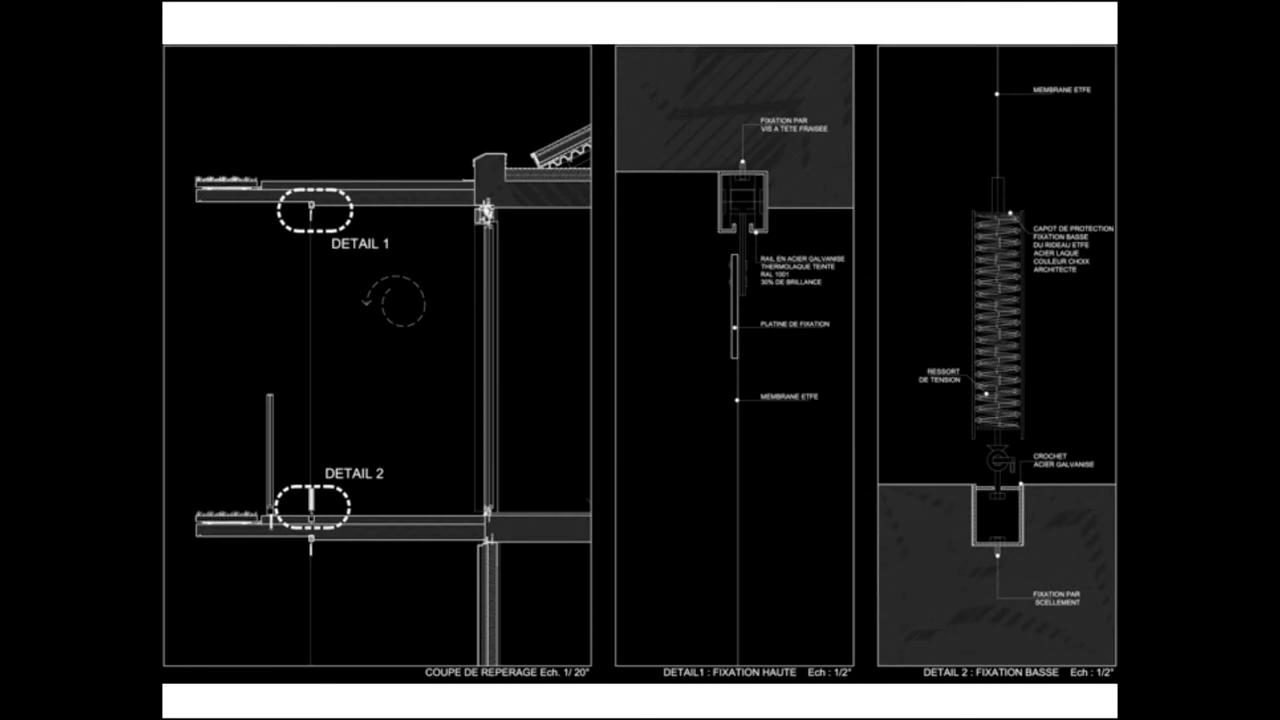 DETAIL 1
DETAIL 2
COUPE DE REPERAGE Ech. 1/ 20°
FIXATION PAR
VIS A TETE FRAISEE
RAIL EN ACIER GALVANISE
THERMOLAQUE TEINTE
RAL 1001
30% DE BRILLANCE
PLATINE DE FIXATION
MEMBRANE ETFE
DETAIL1 : FIXATION HAUTE Ech : 1/2°
MEMBRANE ETFE
CAPOT DE PROTECTION
FIXATION BASSE
DU RIDEAU ETFE
ACIER LAQUE
COULEUR CHOIX
ARCHITECTE
RESSORT
DE TENSION
CROCHET
ACIER GALVANISE
FIXATION PAR
SCELLEMENT
DETAIL 2 : FIXATION BASSE Ech : 1/2°